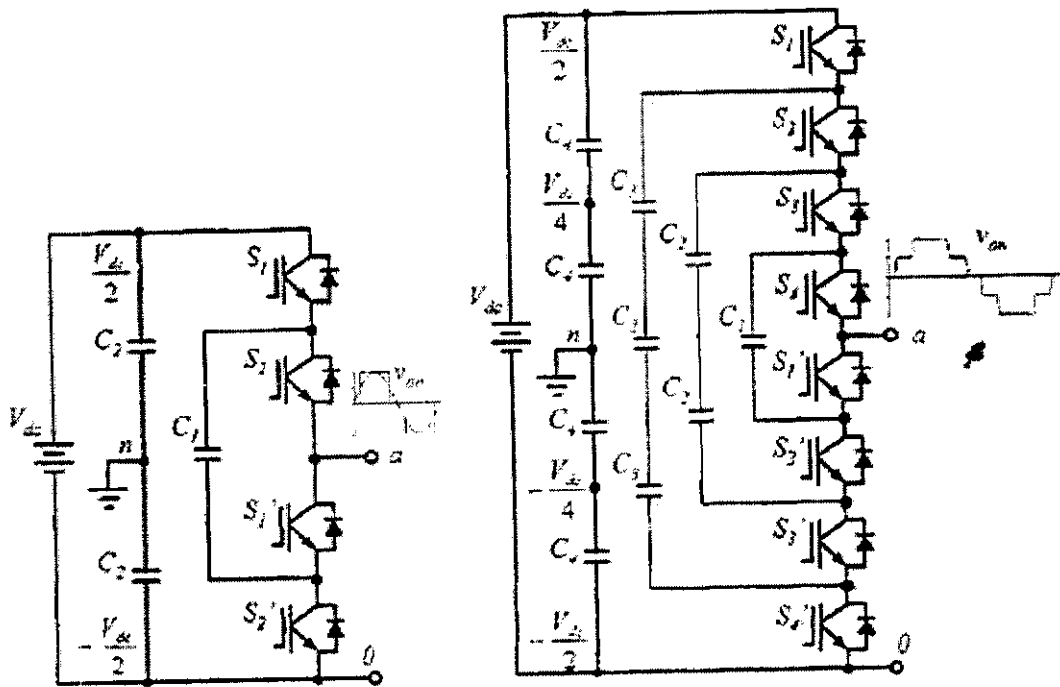 V_dc/2
C_2
V_dc
n
C_2
-V_dc/2
C_1
S_1
S_2
v_an
a
S_1'
S_2'
0
V_dc/2
C_4
V_dc/4
C_4
V_dc
n
C_4
-V_dc/4
C_4
-V_dc/2
C_3
C_3
C_2
C_2
C_1
S_1
S_2
S_3
S_4
v_an
a
S_1'
S_3'
S_4'
0